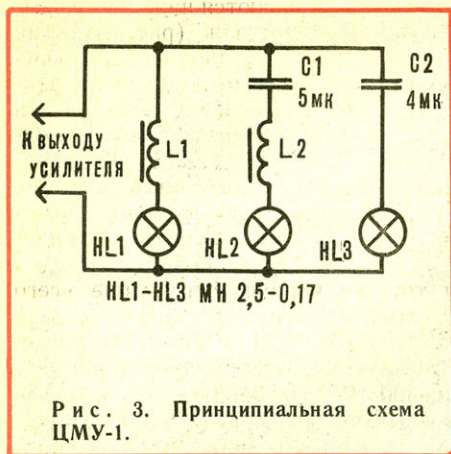 C1
C2
5мк
4мк
К ВЫХОДУ
УСИЛИТЕЛЯ
L1
L2
HL1
HL2
HL3
HL1-HL3 МН 2,5-0,17
Рис. 3. Принципиальная схема
ЦМУ-1.